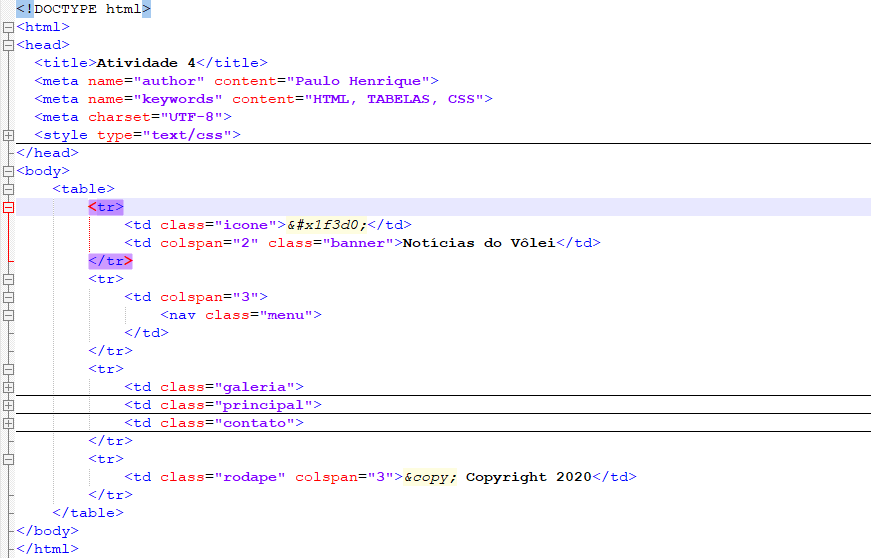 <!DOCTYPE html>
<html>
<head>
<title>Atividade 4</title>
<meta name="author" content="Paulo Henrique">
<meta name="keywords" content="HTML, TABELAS, CSS">
<meta charset="UTF-8">
<style type="text/css">
</head>
<body>
<table>
<tr>
<td class="icone">&#x1f3d0;</td>
<td colspan="2" class="banner">Notícias do Vôlei</td>
</tr>
<tr>
<td colspan="3">
<nav class="menu">
</td>
</tr>
<tr>
<td class="galeria">
<td class="principal">
<td class="contato">
</tr>
<tr>
<td class="rodape" colspan="3">&copy; Copyright 2020</td>
</tr>
</table>
</body>
</html>